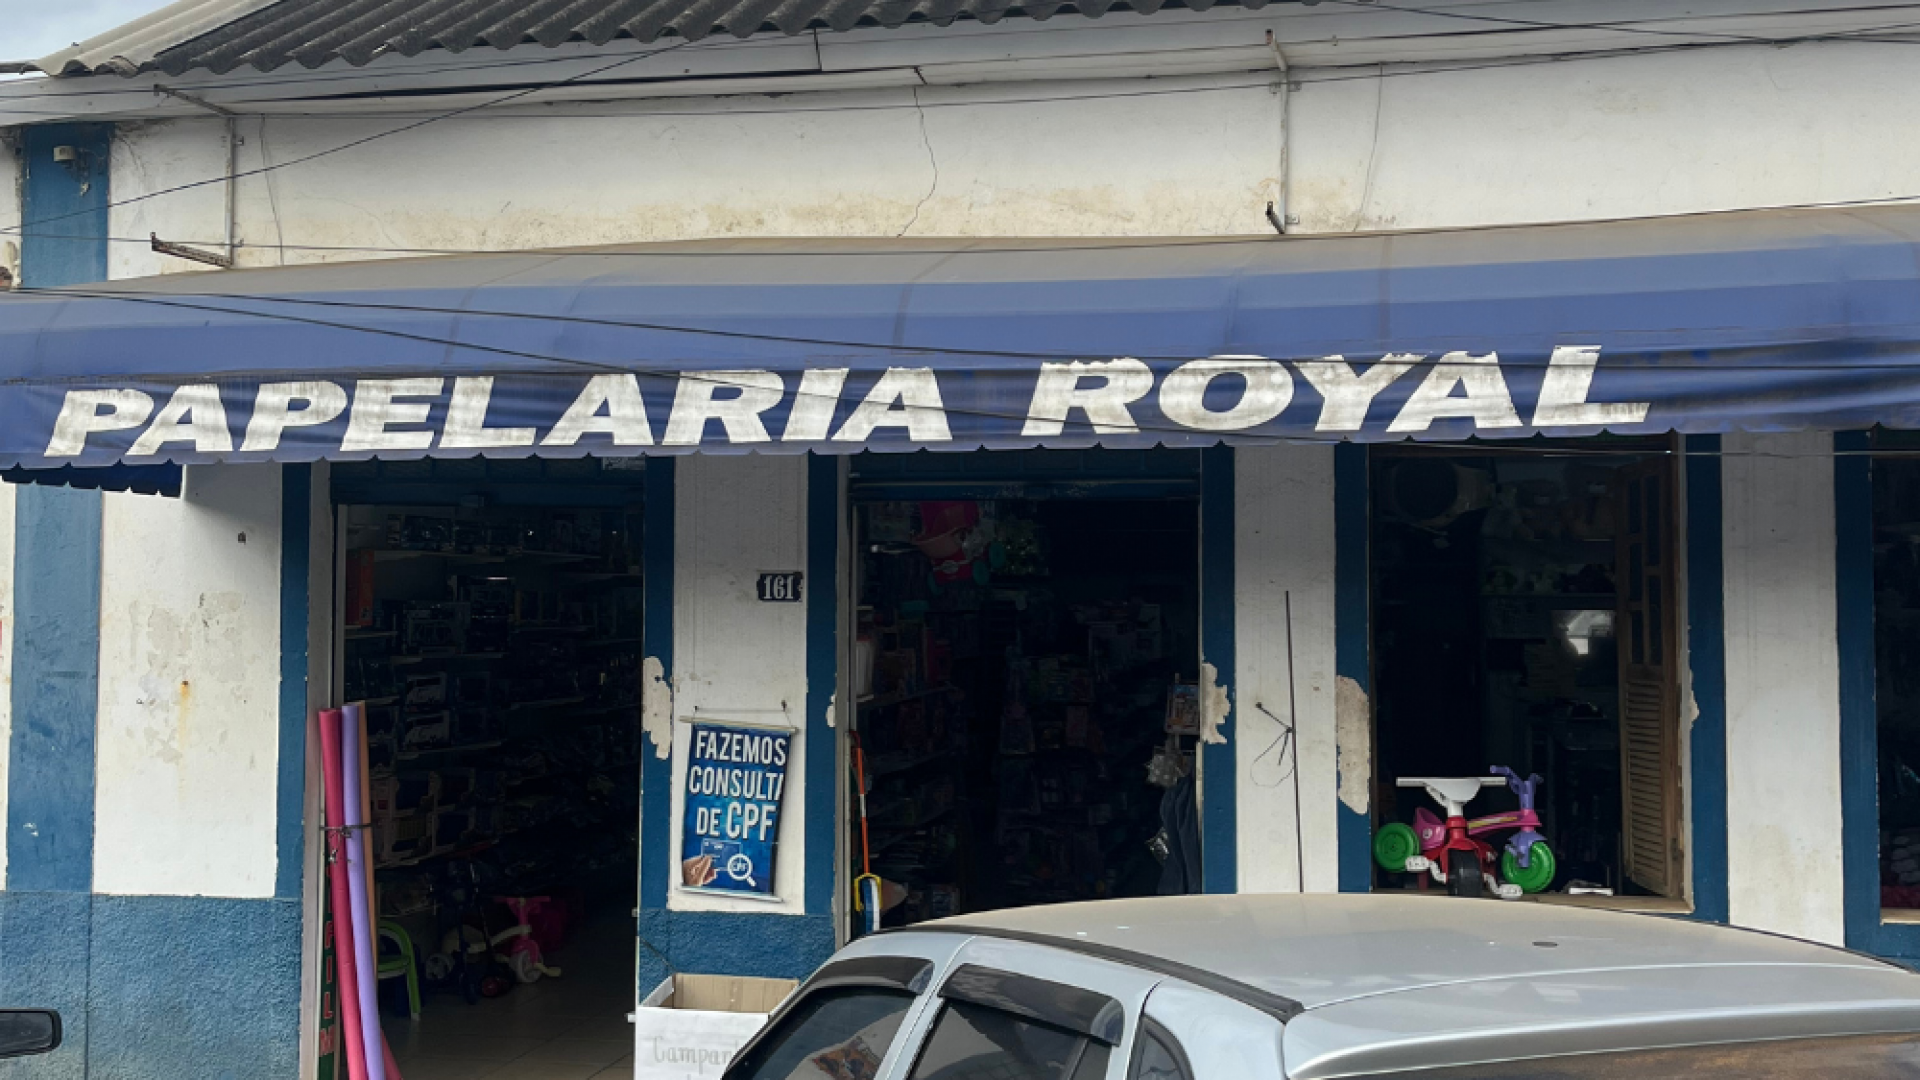 PAPELARIA ROYAL
161
FAZEMOS
CONSULTA
DE CPF